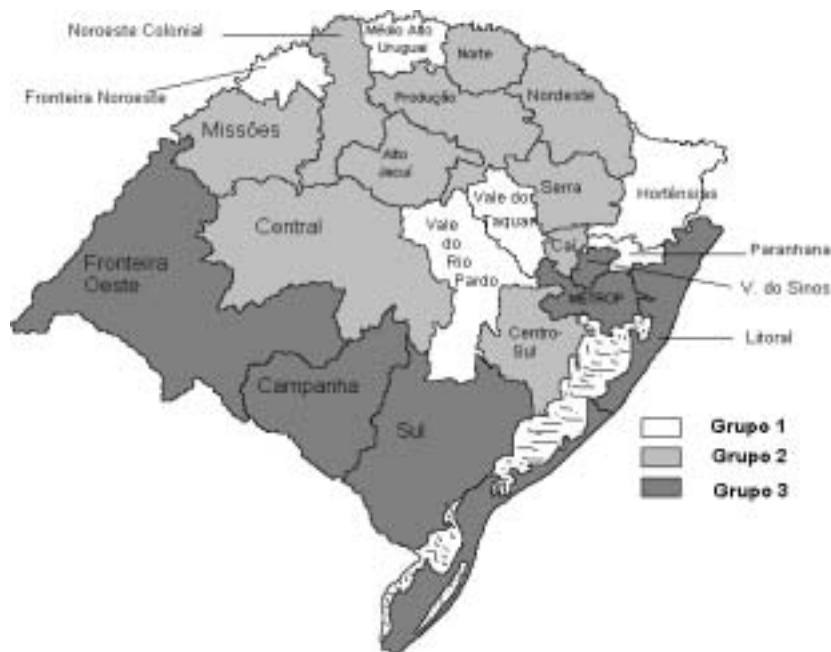 Noroeste Colonial
Médio Alto
Uruguai
Norte
Fronteira Noroeste
Produção
Nordeste
Missões
Alto
Jacuí
Serra
Hortênsias
Vale do
Taquari
Central
Vale
do
Rio
Pardo
Caí
Paranhana
Fronteira
Oeste
V. do Sinos
METROP
Centro-
Sul
Litoral
Campanha
Sul
Grupo 1
Grupo 2
Grupo 3